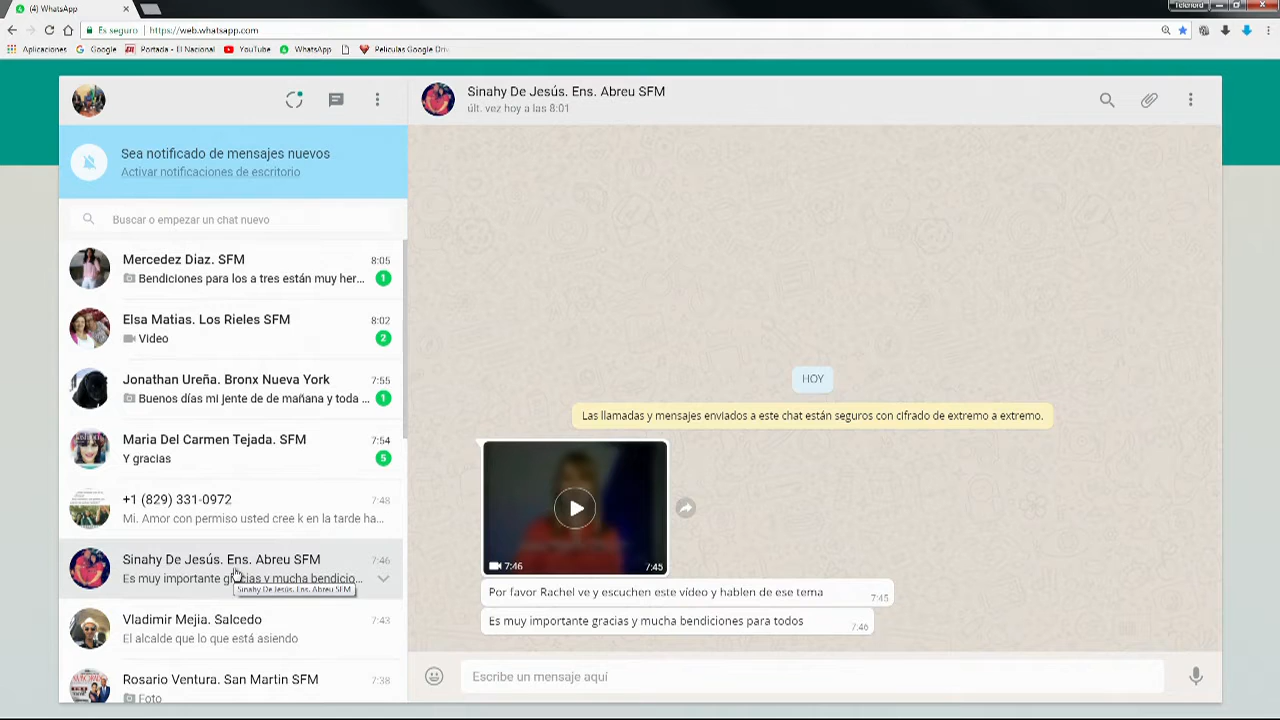 (4) WhatsApp
Telenord
Es seguro https://web.whatsapp.com
Aplicaciones Google Portada - El Nacional YouTube WhatsApp Películas Google Driv
Sinahy De Jesús. Ens. Abreu SFM
últ. vez hoy a las 8:01
Sea notificado de mensajes nuevos
Activar notificaciones de escritorio
Buscar o empezar un chat nuevo
Mercedez Diaz. SFM 8:05
Bendiciones para los a tres están muy her... 1
Elsa Matias. Los Rieles SFM 8:02
Video 2
Jonathan Ureña. Bronx Nueva York 7:55
Buenos días mi jente de de mañana y toda ... 1
Maria Del Carmen Tejada. SFM 7:54
Y gracias 5
+1 (829) 331-0972 7:48
Mi. Amor con permiso usted cree k en la tarde ha...
Sinahy De Jesús. Ens. Abreu SFM 7:46
Es muy importante gracias y mucha bendicio...
Sinahy De Jesús. Ens. Abreu SFM
Vladimir Mejia. Salcedo 7:43
El alcalde que lo que está asiendo
Rosario Ventura. San Martin SFM 7:38
Foto
HOY
Las llamadas y mensajes enviados a este chat están seguros con cifrado de extremo a extremo.
7:46 7:45
Por favor Rachel ve y escuchen este vídeo y hablen de ese tema 7:45
Es muy importante gracias y mucha bendiciones para todos 7:46
Escribe un mensaje aquí